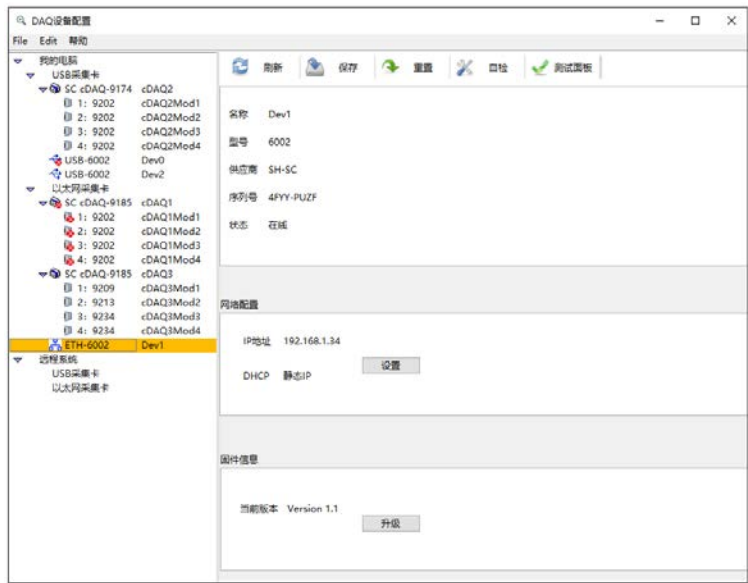 DAQ设备配置
File Edit 帮助
我的电脑
USB采集卡
SC cDAQ-9174 cDAQ2
1: 9202 cDAQ2Mod1
2: 9202 cDAQ2Mod2
3: 9202 cDAQ2Mod3
4: 9202 cDAQ2Mod4
USB-6002 Dev0
USB-6002 Dev2
以太网采集卡
SC cDAQ-9185 cDAQ1
1: 9202 cDAQ1Mod1
2: 9202 cDAQ1Mod2
3: 9202 cDAQ1Mod3
4: 9202 cDAQ1Mod4
SC cDAQ-9185 cDAQ3
1: 9209 cDAQ3Mod1
2: 9213 cDAQ3Mod2
3: 9234 cDAQ3Mod3
4: 9234 cDAQ3Mod4
ETH-6002 Dev1
远程系统
USB采集卡
以太网采集卡
刷新 保存 重置 自检 测试面板
名称 Dev1
型号 6002
供应商 SH-SC
序列号 4FYY-PUZF
状态 在线
网络配置
IP地址 192.168.1.34
设置
DHCP 静态IP
固件信息
当前版本 Version 1.1
升级